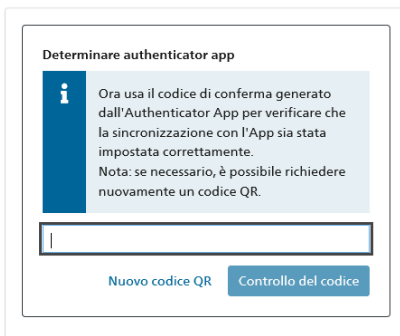 Determinare authenticator app
Ora usa il codice di conferma generato
dall'Authenticator App per verificare che
la sincronizzazione con l'App sia stata
impostata correttamente.
Nota: se necessario, è possibile richiedere
nuovamente un codice QR.
Nuovo codice QR
Controllo del codice